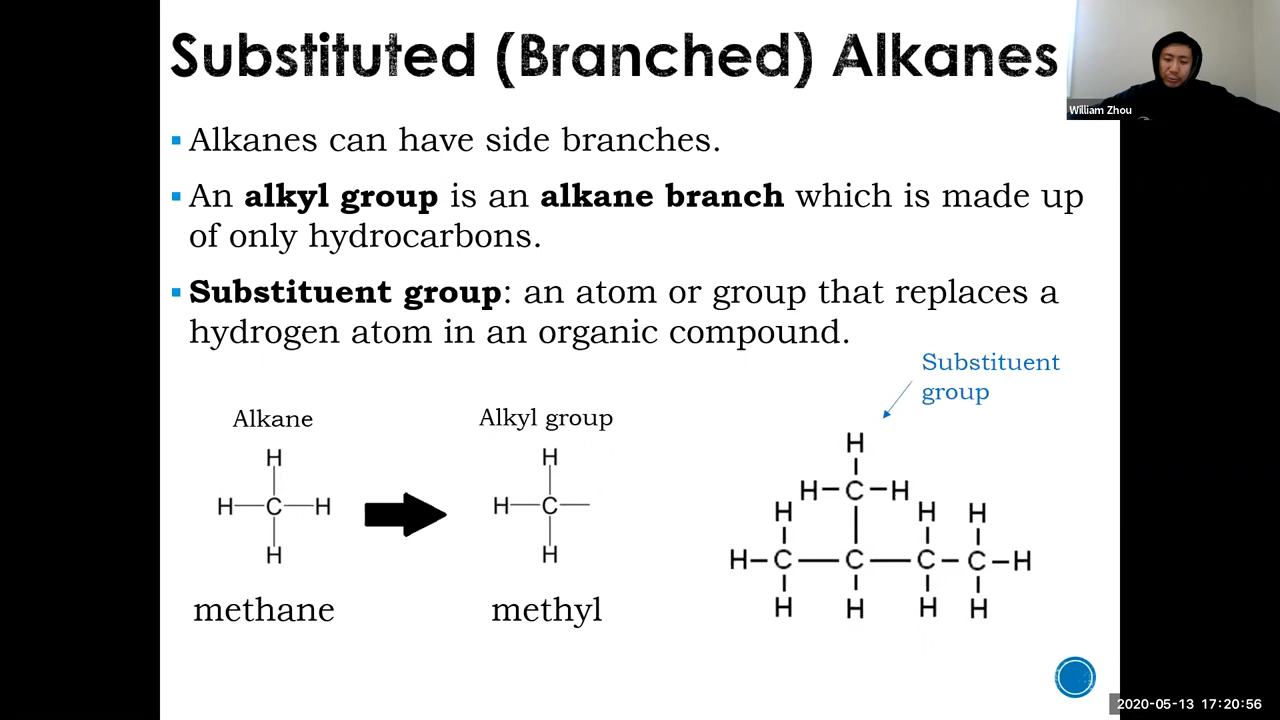 Substituted (Branched) Alkanes
William Zhou
Alkanes can have side branches.
An alkyl group is an alkane branch which is made up
of only hydrocarbons.
Substituent group: an atom or group that replaces a
hydrogen atom in an organic compound.
Substituent
group
Alkane
Alkyl group
H
H—C—H
H
H
H—C—
H
H
H–C–H
H H H
H–C—C—C–C–H
H H H H
methane
methyl
2020-05-13 17:20:56